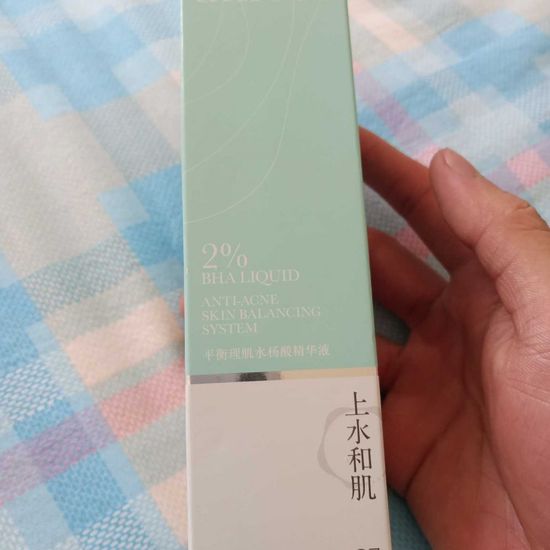 2%
BHA LIQUID
ANTI-ACNE
SKIN BALANCING
SYSTEM
平衡理肌水杨酸精华液
上水和肌